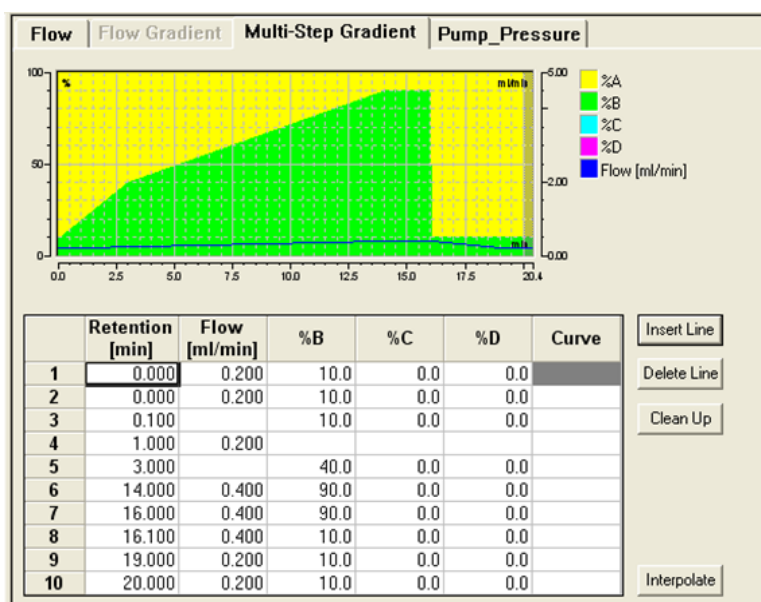 Flow Flow Gradient Multi-Step Gradient Pump_Pressure
100 % ml/min 5.00
%A
%B
%C
50 2.00 %D
Flow [ml/min]
0 min 0.00
0.0 2.5 5.0 7.5 10.0 12.5 15.0 17.5 20.4
Retention [min] Flow [ml/min] %B %C %D Curve Insert Line
1 0.000 0.200 10.0 0.0 0.0 Delete Line
2 0.000 0.200 10.0 0.0 0.0
3 0.100 10.0 0.0 0.0 Clean Up
4 1.000 0.200
5 3.000 40.0 0.0 0.0
6 14.000 0.400 90.0 0.0 0.0
7 16.000 0.400 90.0 0.0 0.0
8 16.100 0.400 10.0 0.0 0.0
9 19.000 0.200 10.0 0.0 0.0
10 20.000 0.200 10.0 0.0 0.0 Interpolate